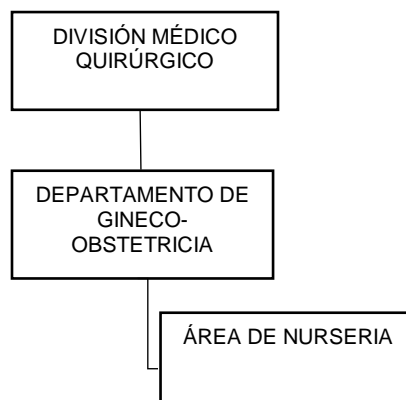 DIVISIÓN MÉDICO
QUIRÚRGICO
DEPARTAMENTO DE
GINECO-
OBSTETRICIA
ÁREA DE NURSERIA